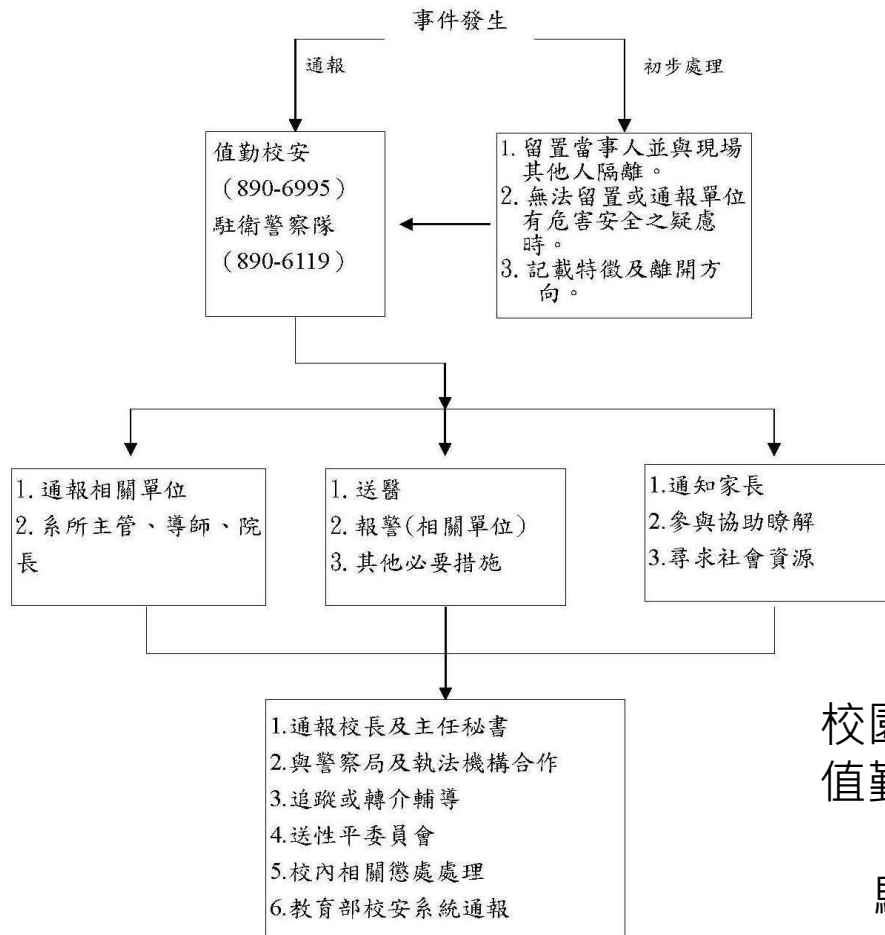 事件發生
通報
初步處理
值勤校安
（890-6995）
駐衛警察隊
（890-6119）
1. 留置當事人並與現場
其他人隔離。
2. 無法留置或通報單位
有危害安全之疑慮
時。
3. 記載特徵及離開方
向。
1. 通報相關單位
2. 系所主管、導師、院
長
1. 送醫
2. 報警(相關單位)
3. 其他必要措施
1.通知家長
2.參與協助瞭解
3.尋求社會資源
1.通報校長及主任秘書
2.與警察局及執法機構合作
3.追蹤或轉介輔導
4.送性平委員會
5.校內相關懲處處理
6.教育部校安系統通報
校園
值勤